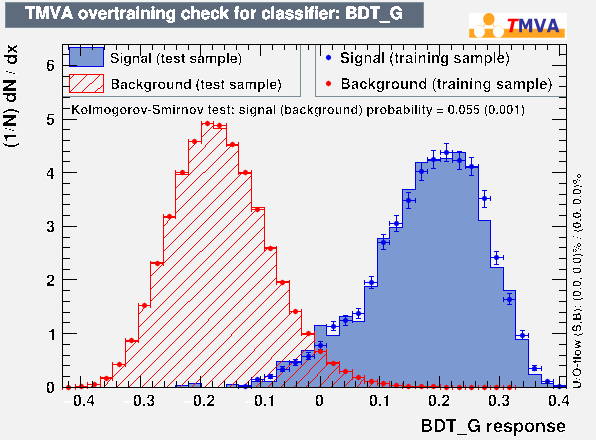 TMVA overtraining check for classifier: BDT_G
TMVA
Signal (test sample)
Signal (training sample)
Background (test sample)
Background (training sample)
Kolmogorov-Smirnov test: signal (background) probability = 0.055 (0.001)
(1/N) dN / dx
6
5
4
3
2
1
0
−0.4 −0.3 −0.2 −0.1 0 0.1 0.2 0.3 0.4
BDT_G response
U/O-flow (S,B): (0.0, 0.0)% / (0.0, 0.0)%